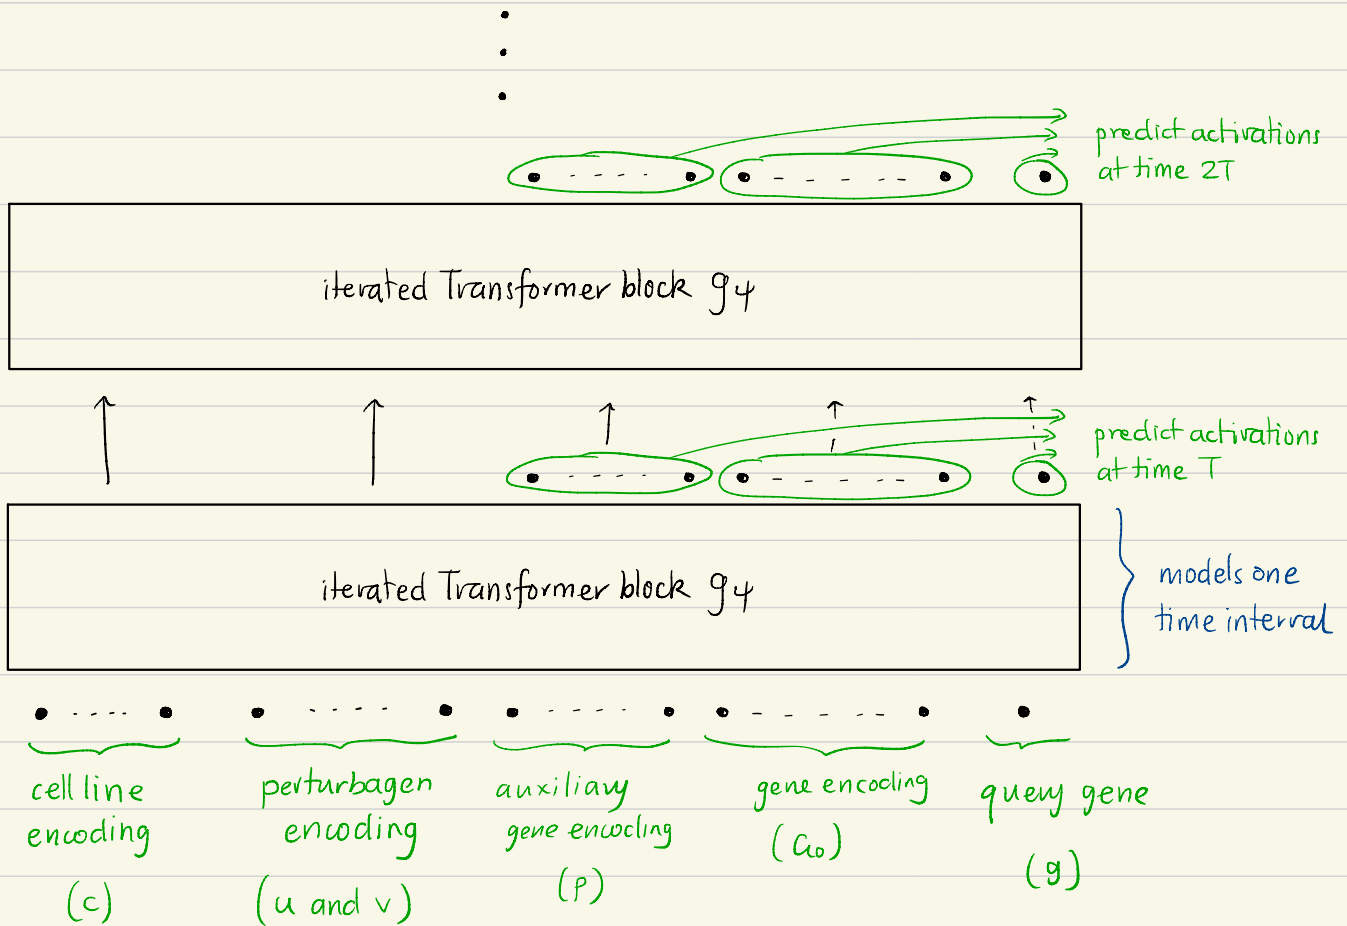 predict activations
at time 2T
iterated Transformer block gψ
predict activations
at time T
iterated Transformer block gψ
models one
time interval
cell line
encoding
(c)
perturbagen
encoding
(u and v)
auxiliary
gene encoding
(p)
gene encoding
(G₀)
query gene
(g)